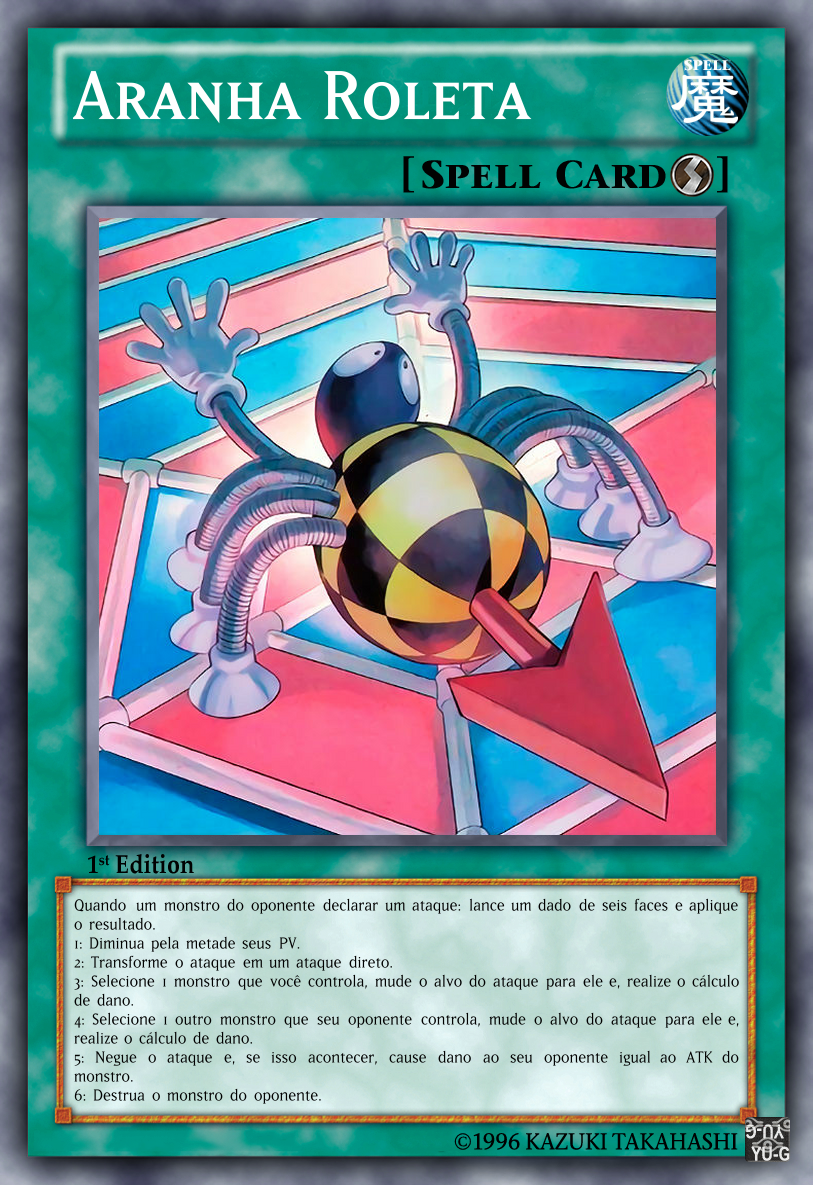 Aranha Roleta
SPELL
魔
[Spell Card]
1st Edition
Quando um monstro do oponente declarar um ataque: lance um dado de seis faces e aplique
o resultado.
1: Diminua pela metade seus PV.
2: Transforme o ataque em um ataque direto.
3: Selecione 1 monstro que você controla, mude o alvo do ataque para ele e, realize o cálculo
de dano.
4: Selecione 1 outro monstro que seu oponente controla, mude o alvo do ataque para ele e,
realize o cálculo de dano.
5: Negue o ataque e, se isso acontecer, cause dano ao seu oponente igual ao ATK do
monstro.
6: Destrua o monstro do oponente.
©1996 KAZUKI TAKAHASHI
YU-G